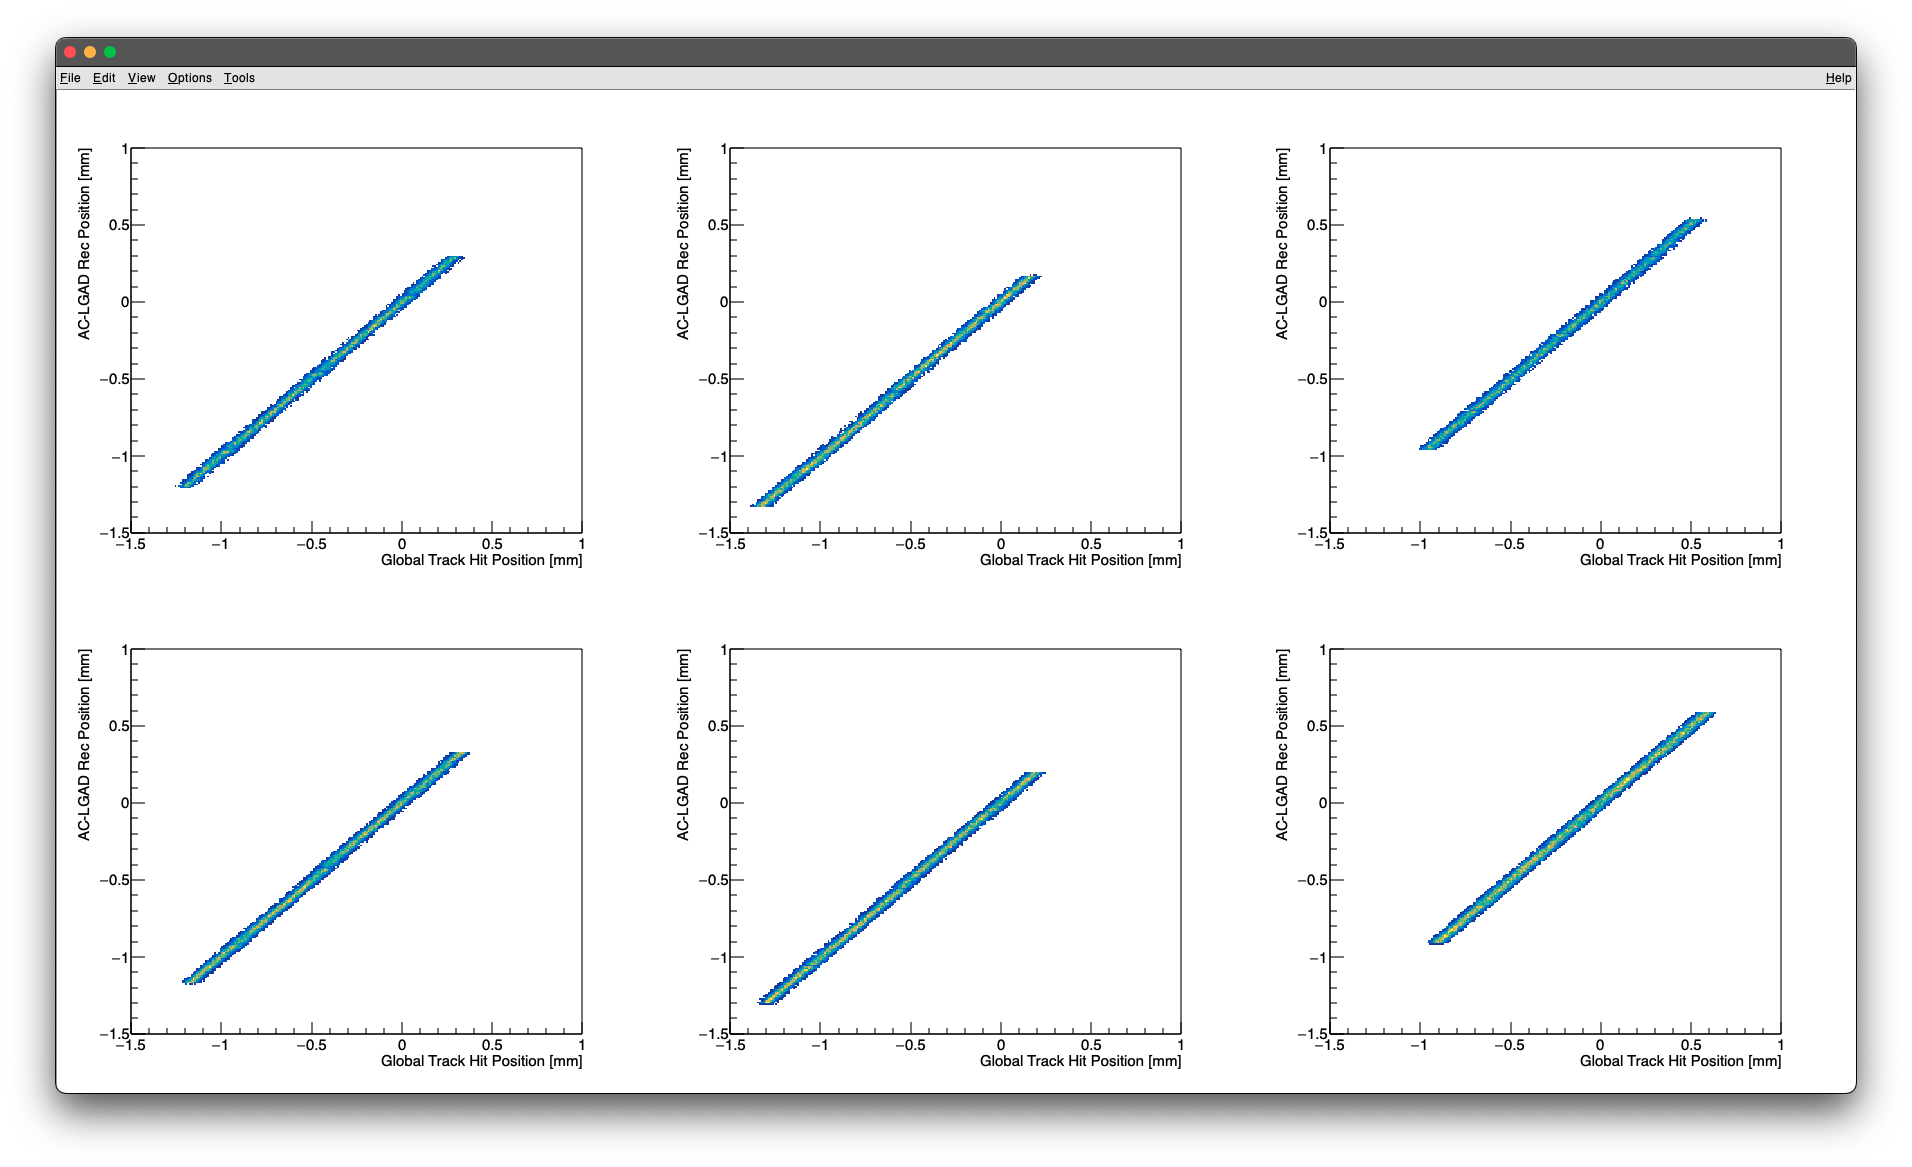 File Edit View Options Tools Help
AC-LGAD Rec Position [mm]
1
0.5
0
−0.5
−1
−1.5
−1.5 −1 −0.5 0 0.5 1
Global Track Hit Position [mm]
AC-LGAD Rec Position [mm]
1
0.5
0
−0.5
−1
−1.5
−1.5 −1 −0.5 0 0.5 1
Global Track Hit Position [mm]
AC-LGAD Rec Position [mm]
1
0.5
0
−0.5
−1
−1.5
−1.5 −1 −0.5 0 0.5 1
Global Track Hit Position [mm]
AC-LGAD Rec Position [mm]
1
0.5
0
−0.5
−1
−1.5
−1.5 −1 −0.5 0 0.5 1
Global Track Hit Position [mm]
AC-LGAD Rec Position [mm]
1
0.5
0
−0.5
−1
−1.5
−1.5 −1 −0.5 0 0.5 1
Global Track Hit Position [mm]
AC-LGAD Rec Position [mm]
1
0.5
0
−0.5
−1
−1.5
−1.5 −1 −0.5 0 0.5 1
Global Track Hit Position [mm]